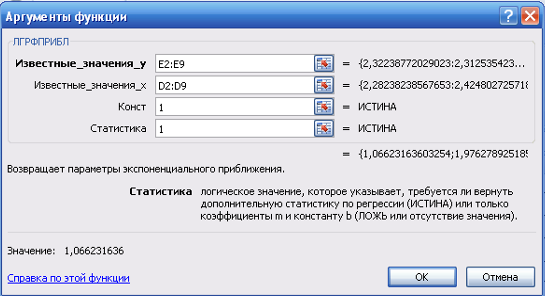 Аргументы функции
ЛГРФПРИБЛ
Известные_значения_y E2:E9 = {2,32238772029023:2,312535423...
Известные_значения_x D2:D9 = {2,28238238567653:2,424802725718
Конст 1 = ИСТИНА
Статистика 1 = ИСТИНА
= {1,06623163603254;1,97627892518
Возвращает параметры экспоненциального приближения.
Статистика логическое значение, которое указывает, требуется ли вернуть
дополнительную статистику по регрессии (ИСТИНА) или только
коэффициенты m и константу b (ЛОЖЬ или отсутствие значения).
Значение: 1,066231636
Справка по этой функции
ОК
Отмена